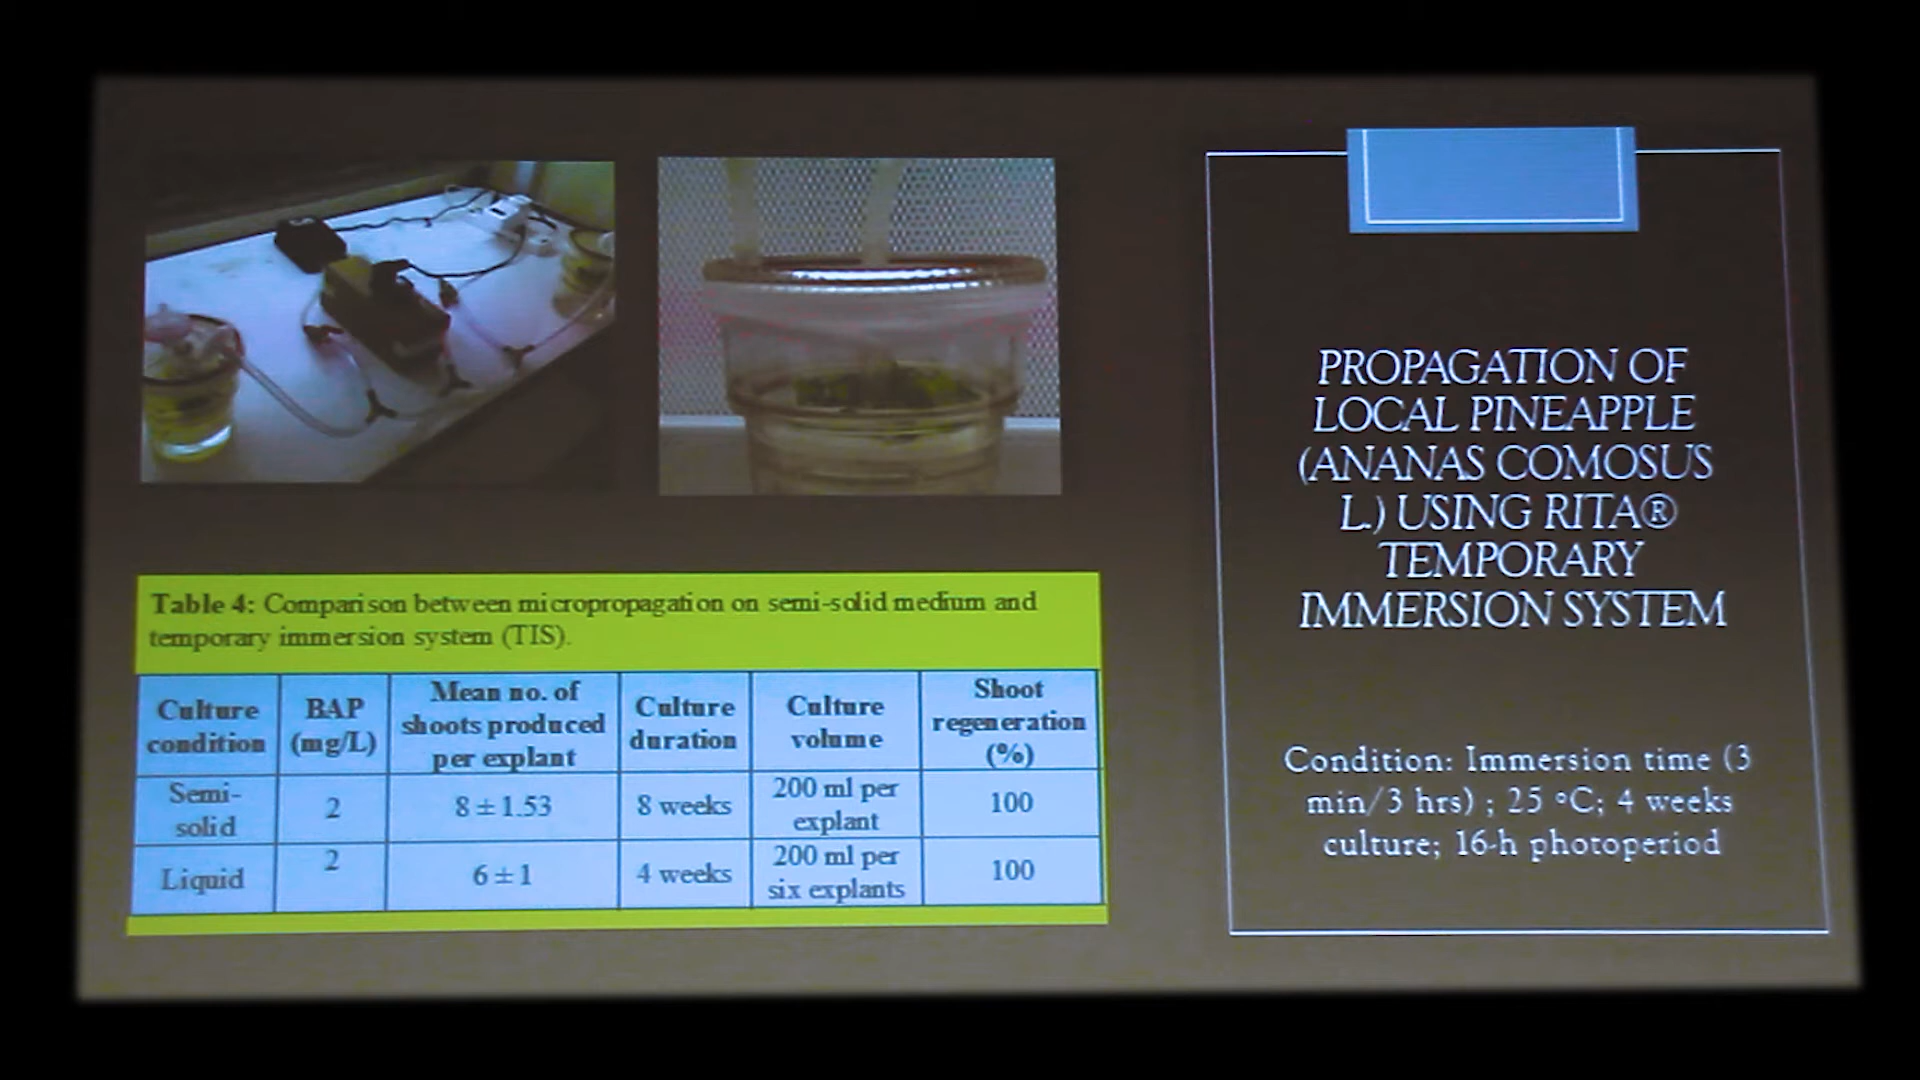 Table 4: Comparison between micropropagation on semi-solid medium and
temporary immersion system (TIS).
Culture condition
BAP (mg/L)
Mean no. of shoots produced per explant
Culture duration
Culture volume
Shoot regeneration (%)
Semi-solid
2
8 ± 1.53
8 weeks
200 ml per explant
100
Liquid
2
6 ± 1
4 weeks
200 ml per six explants
100
PROPAGATION OF
LOCAL PINEAPPLE
(ANANAS COMOSUS
L.) USING RITA®
TEMPORARY
IMMERSION SYSTEM
Condition: Immersion time (3
min/3 hrs) ; 25 °C; 4 weeks
culture; 16-h photoperiod